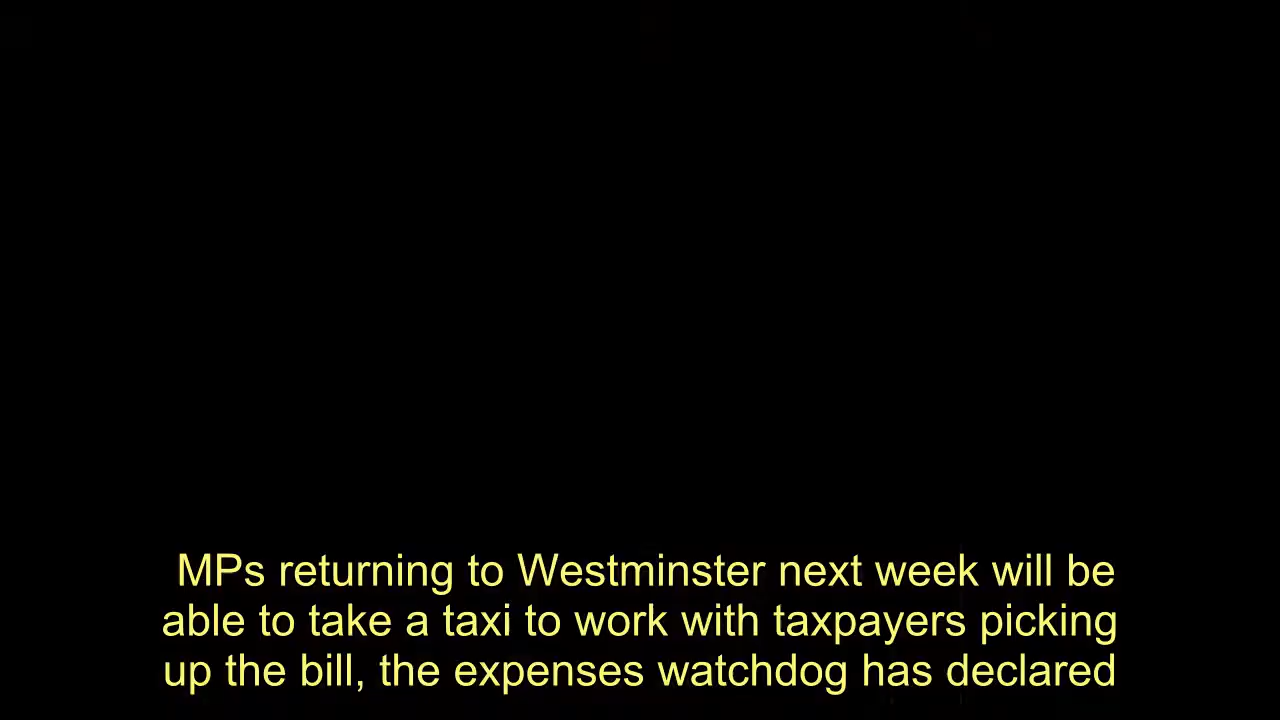 MPs returning to Westminster next week will be
able to take a taxi to work with taxpayers picking
up the bill, the expenses watchdog has declared